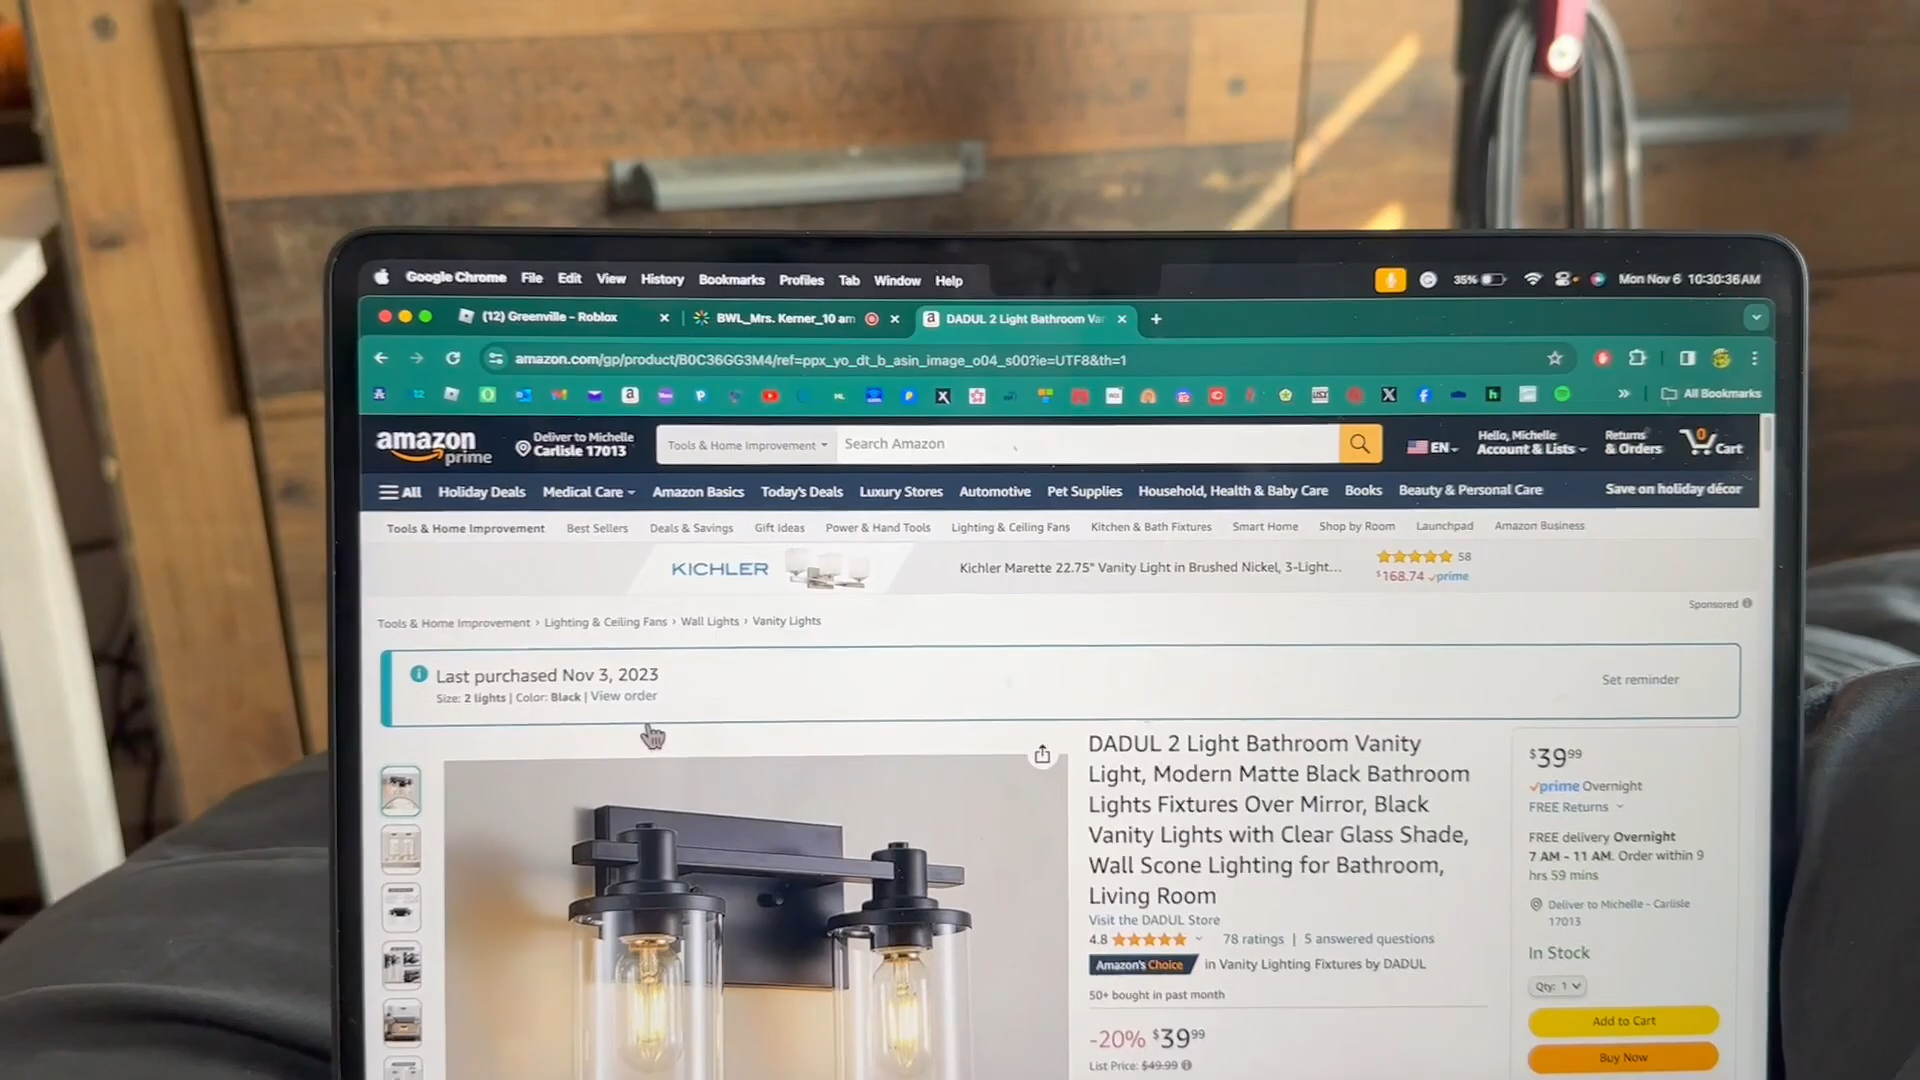 Google Chrome File Edit View History Bookmarks Profiles Tab Window Help 35% Mon Nov 6 10:30:36 AM
(12) Greenville - Roblox BWL_Mrs. Kerner_10 am DADUL 2 Light Bathroom Va
amazon.com/gp/product/B0C36GG3M4/ref=ppx_yo_dt_b_asin_image_o04_s00?ie=UTF8&th=1
All Bookmarks
amazon prime
Deliver to Michelle
Carlisle 17013
Tools & Home Improvement Search Amazon
EN
Hello, Michelle
Account & Lists
Returns
& Orders
0
Cart
All Holiday Deals Medical Care Amazon Basics Today's Deals Luxury Stores Automotive Pet Supplies Household, Health & Baby Care Books Beauty & Personal Care Save on holiday décor
Tools & Home Improvement Best Sellers Deals & Savings Gift Ideas Power & Hand Tools Lighting & Ceiling Fans Kitchen & Bath Fixtures Smart Home Shop by Room Launchpad Amazon Business
KICHLER
Kichler Marette 22.75" Vanity Light in Brushed Nickel, 3-Light...
58
$168.74 prime
Sponsored
Tools & Home Improvement › Lighting & Ceiling Fans › Wall Lights › Vanity Lights
Last purchased Nov 3, 2023
Size: 2 lights | Color: Black | View order
Set reminder
DADUL 2 Light Bathroom Vanity
Light, Modern Matte Black Bathroom
Lights Fixtures Over Mirror, Black
Vanity Lights with Clear Glass Shade,
Wall Scone Lighting for Bathroom,
Living Room
Visit the DADUL Store
4.8 78 ratings | 5 answered questions
Amazon's Choice in Vanity Lighting Fixtures by DADUL
50+ bought in past month
-20% $39.99
List Price: $49.99
$39.99
prime Overnight
FREE Returns
FREE delivery Overnight
7 AM - 11 AM. Order within 9
hrs 59 mins
Deliver to Michelle - Carlisle
17013
In Stock
Qty: 1
Add to Cart
Buy Now